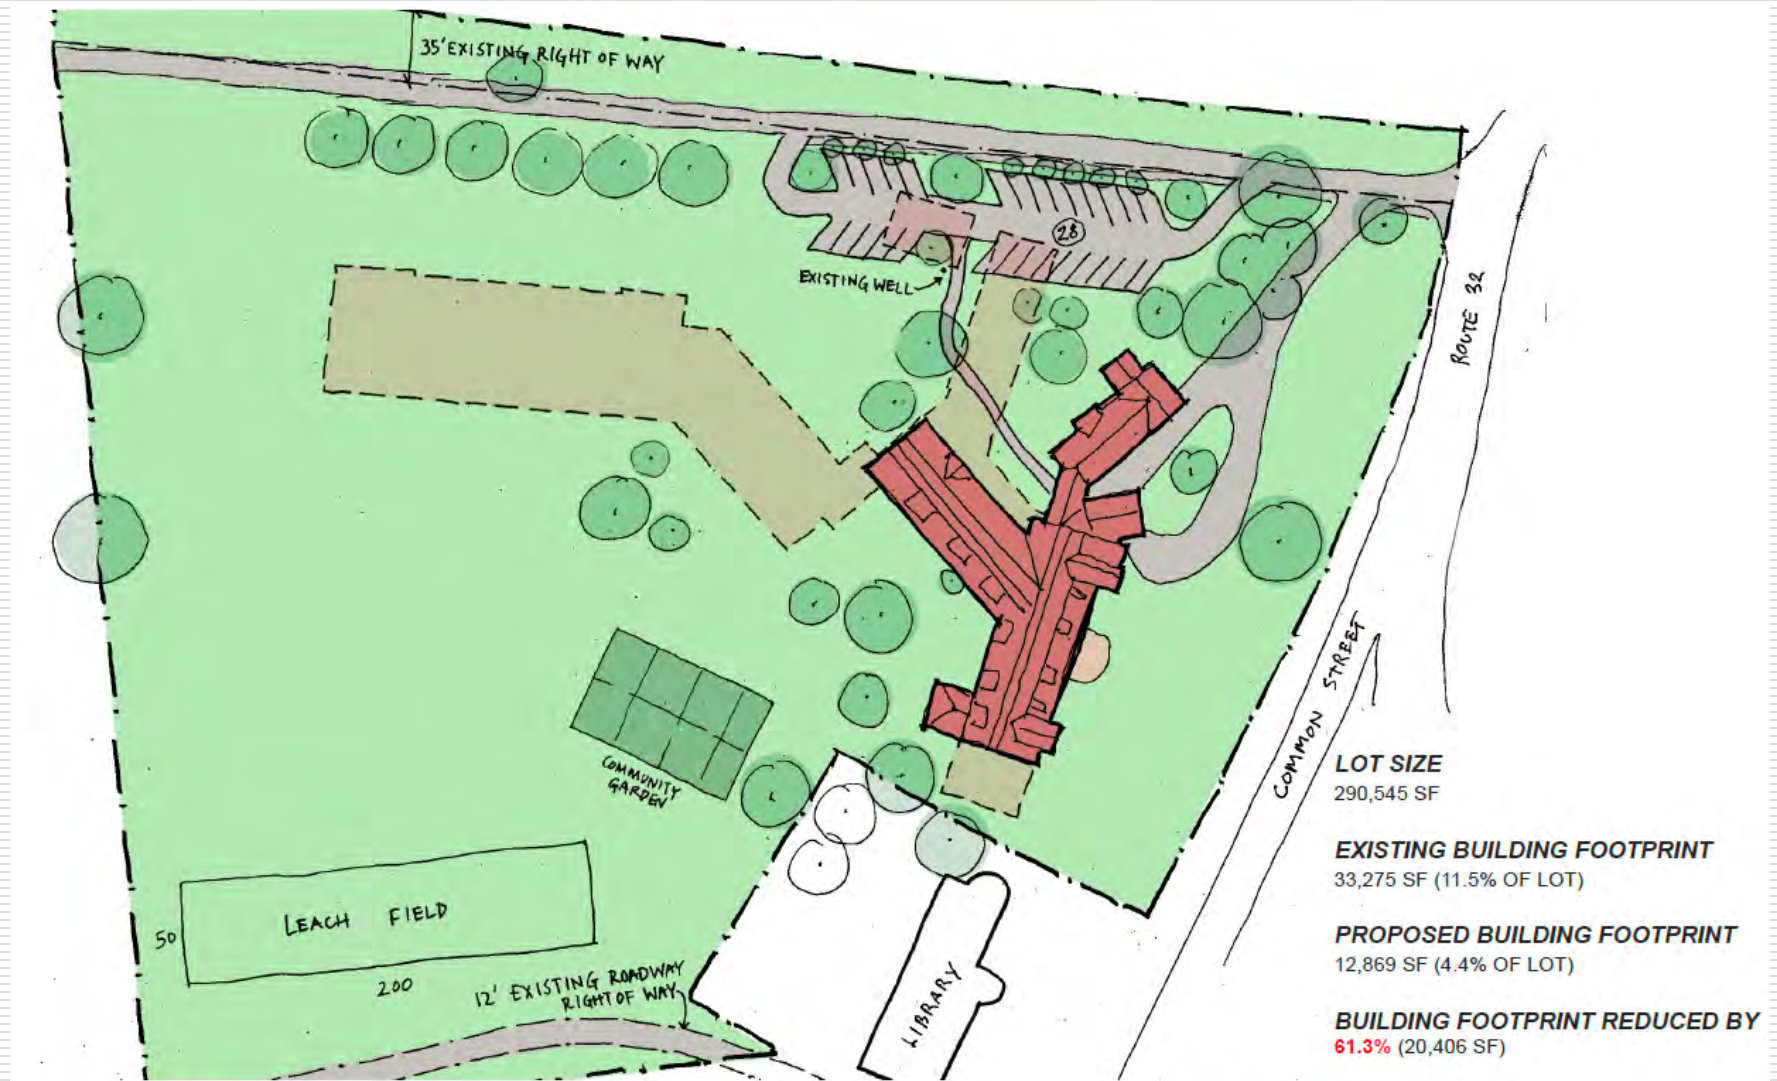 35' EXISTING RIGHT OF WAY
28
EXISTING WELL
ROUTE 32
COMMON STREET
COMMUNITY
GARDEN
LEACH FIELD
50
200
12' EXISTING ROADWAY
RIGHT OF WAY
LIBRARY
LOT SIZE
290,545 SF
EXISTING BUILDING FOOTPRINT
33,275 SF (11.5% OF LOT)
PROPOSED BUILDING FOOTPRINT
12,869 SF (4.4% OF LOT)
BUILDING FOOTPRINT REDUCED BY
61.3% (20,406 SF)